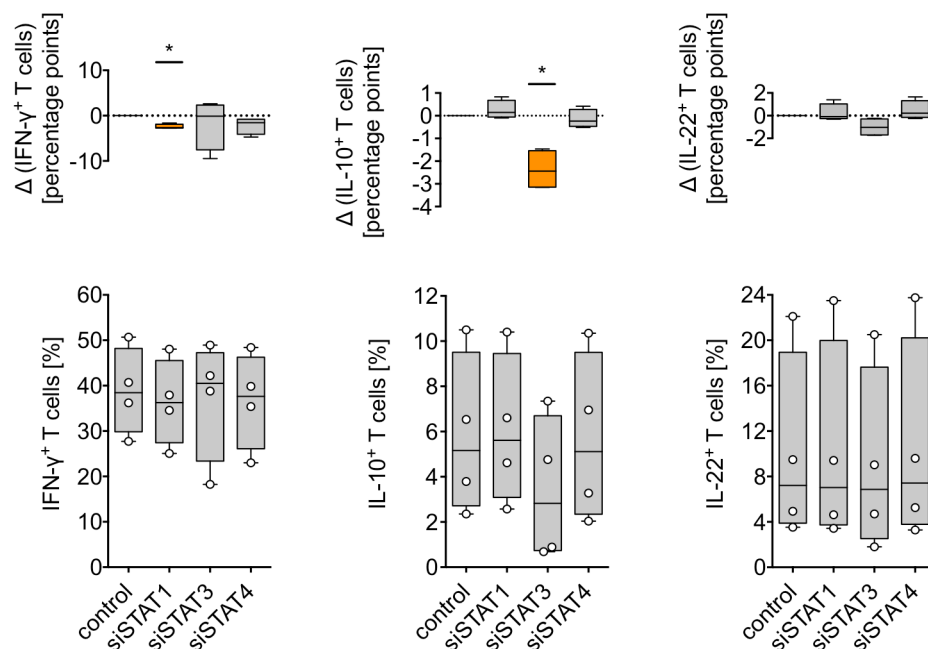 Δ (IFN-γ⁺ T cells)
[percentage points]
10
0
-10
*
Δ (IL-10⁺ T cells)
[percentage points]
1
0
-1
-2
-3
-4
*
Δ (IL-22⁺ T cells)
[percentage points]
2
0
-2
IFN-γ⁺ T cells [%]
60
50
40
30
20
10
0
control
siSTAT1
siSTAT3
siSTAT4
IL-10⁺ T cells [%]
12
10
8
6
4
2
0
control
siSTAT1
siSTAT3
siSTAT4
IL-22⁺ T cells [%]
24
20
16
12
8
4
0
control
siSTAT1
siSTAT3
siSTAT4